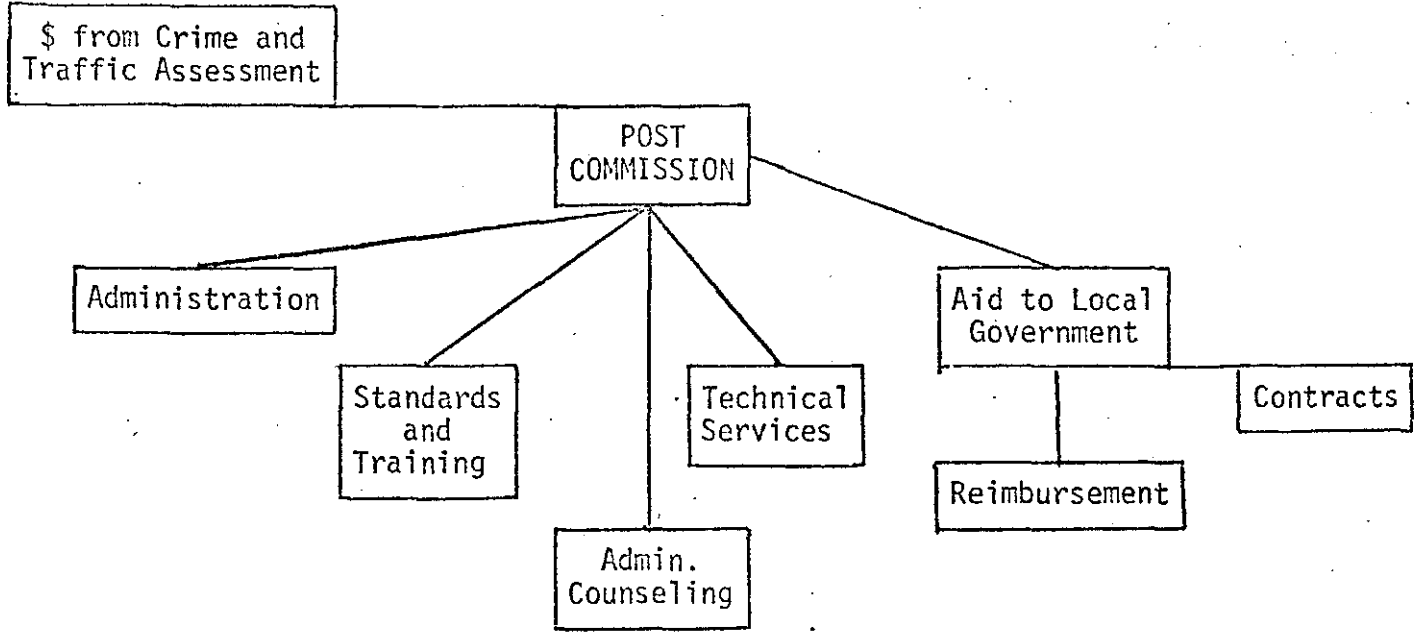 $ from Crime and
Traffic Assessment
POST
COMMISSION
Administration
Aid to Local
Government
Standards
and
Training
Technical
Services
Contracts
Reimbursement
Admin.
Counseling